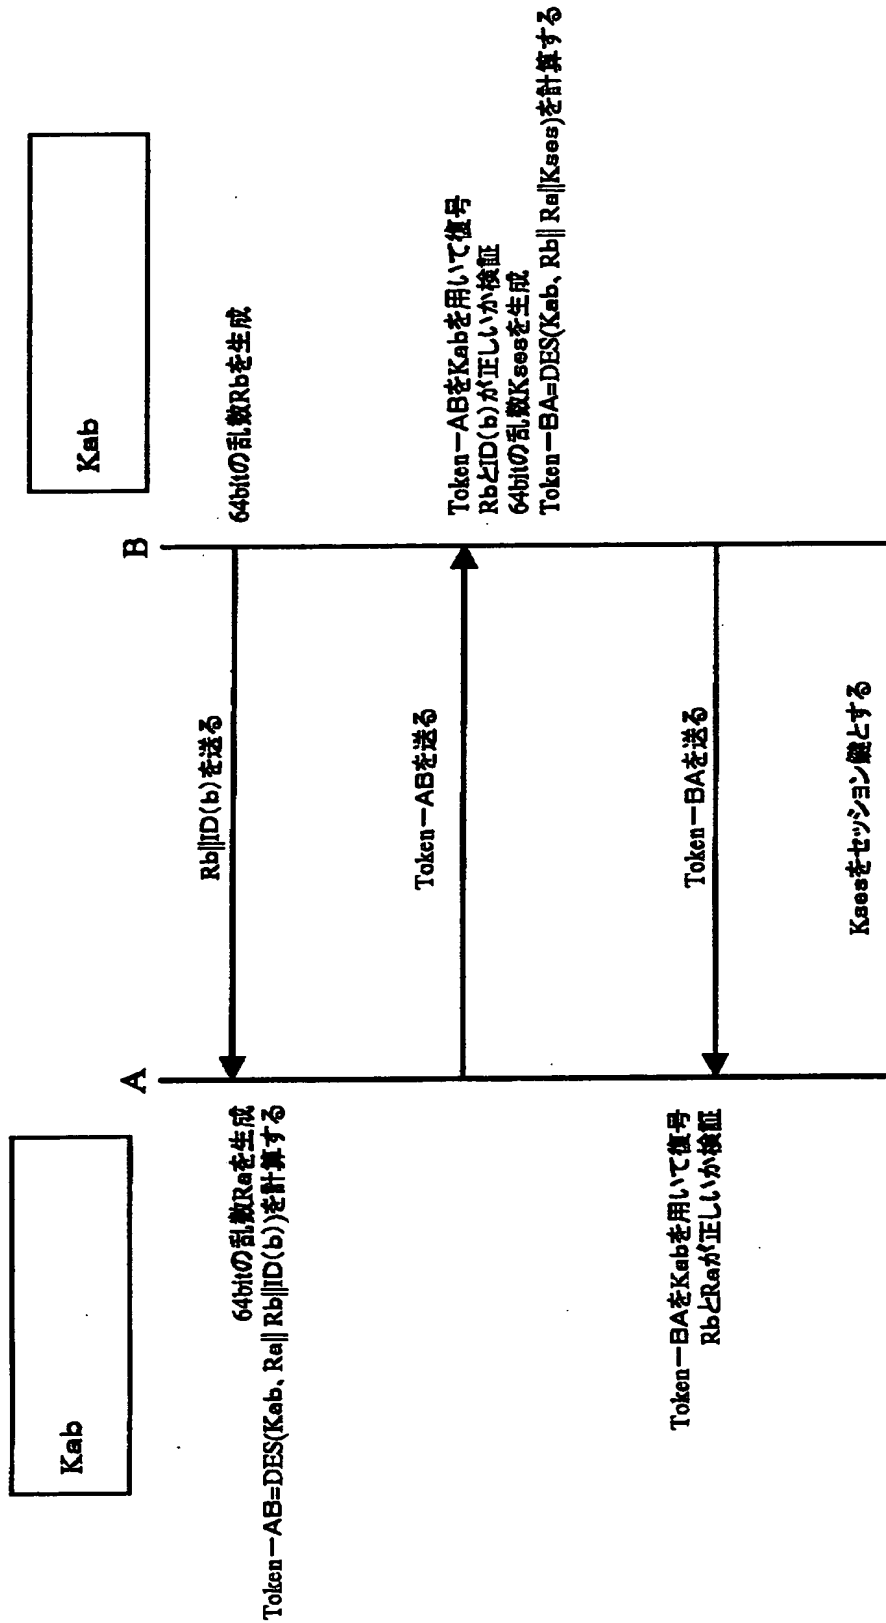 Kab
Kab
A
B
64bitの乱数Rbを生成
Rb||ID(b)を送る
64bitの乱数Raを生成
Token－AB=DES(Kab、Ra|| Rb||ID(b))を計算する
Token－ABを送る
Token－ABをKabを用いて復号
RbとID(b)が正しいか検証
64bitの乱数Ksesを生成
Token－BA=DES(Kab、Rb|| Ra||Kses)を計算する
Token－BAを送る
Token－BAをKabを用いて復号
RbとRaが正しいか検証
Ksesをセッション鍵とする